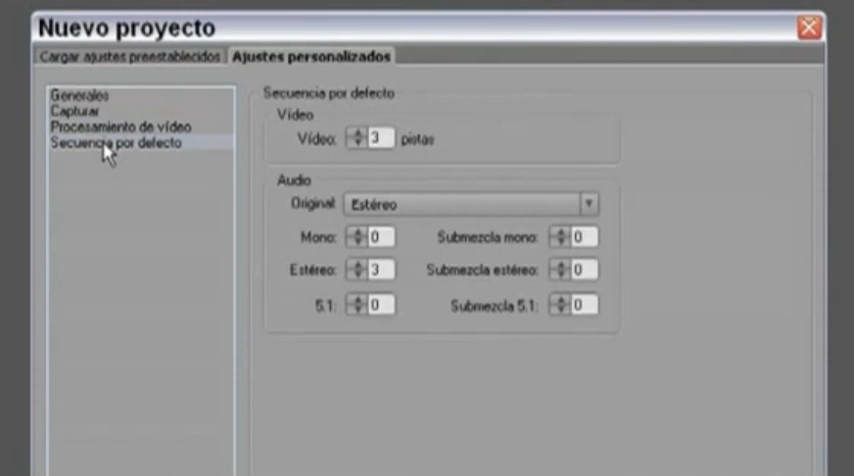 Nuevo proyecto
Cargar ajustes preestablecidos Ajustes personalizados
Generales
Capturar
Procesamiento de vídeo
Secuencia por defecto
Secuencia por defecto
Vídeo
Vídeo: 3 pistas
Audio
Original: Estéreo
Mono: 0 Submezcla mono: 0
Estéreo: 3 Submezcla estéreo: 0
5.1: 0 Submezcla 5.1: 0